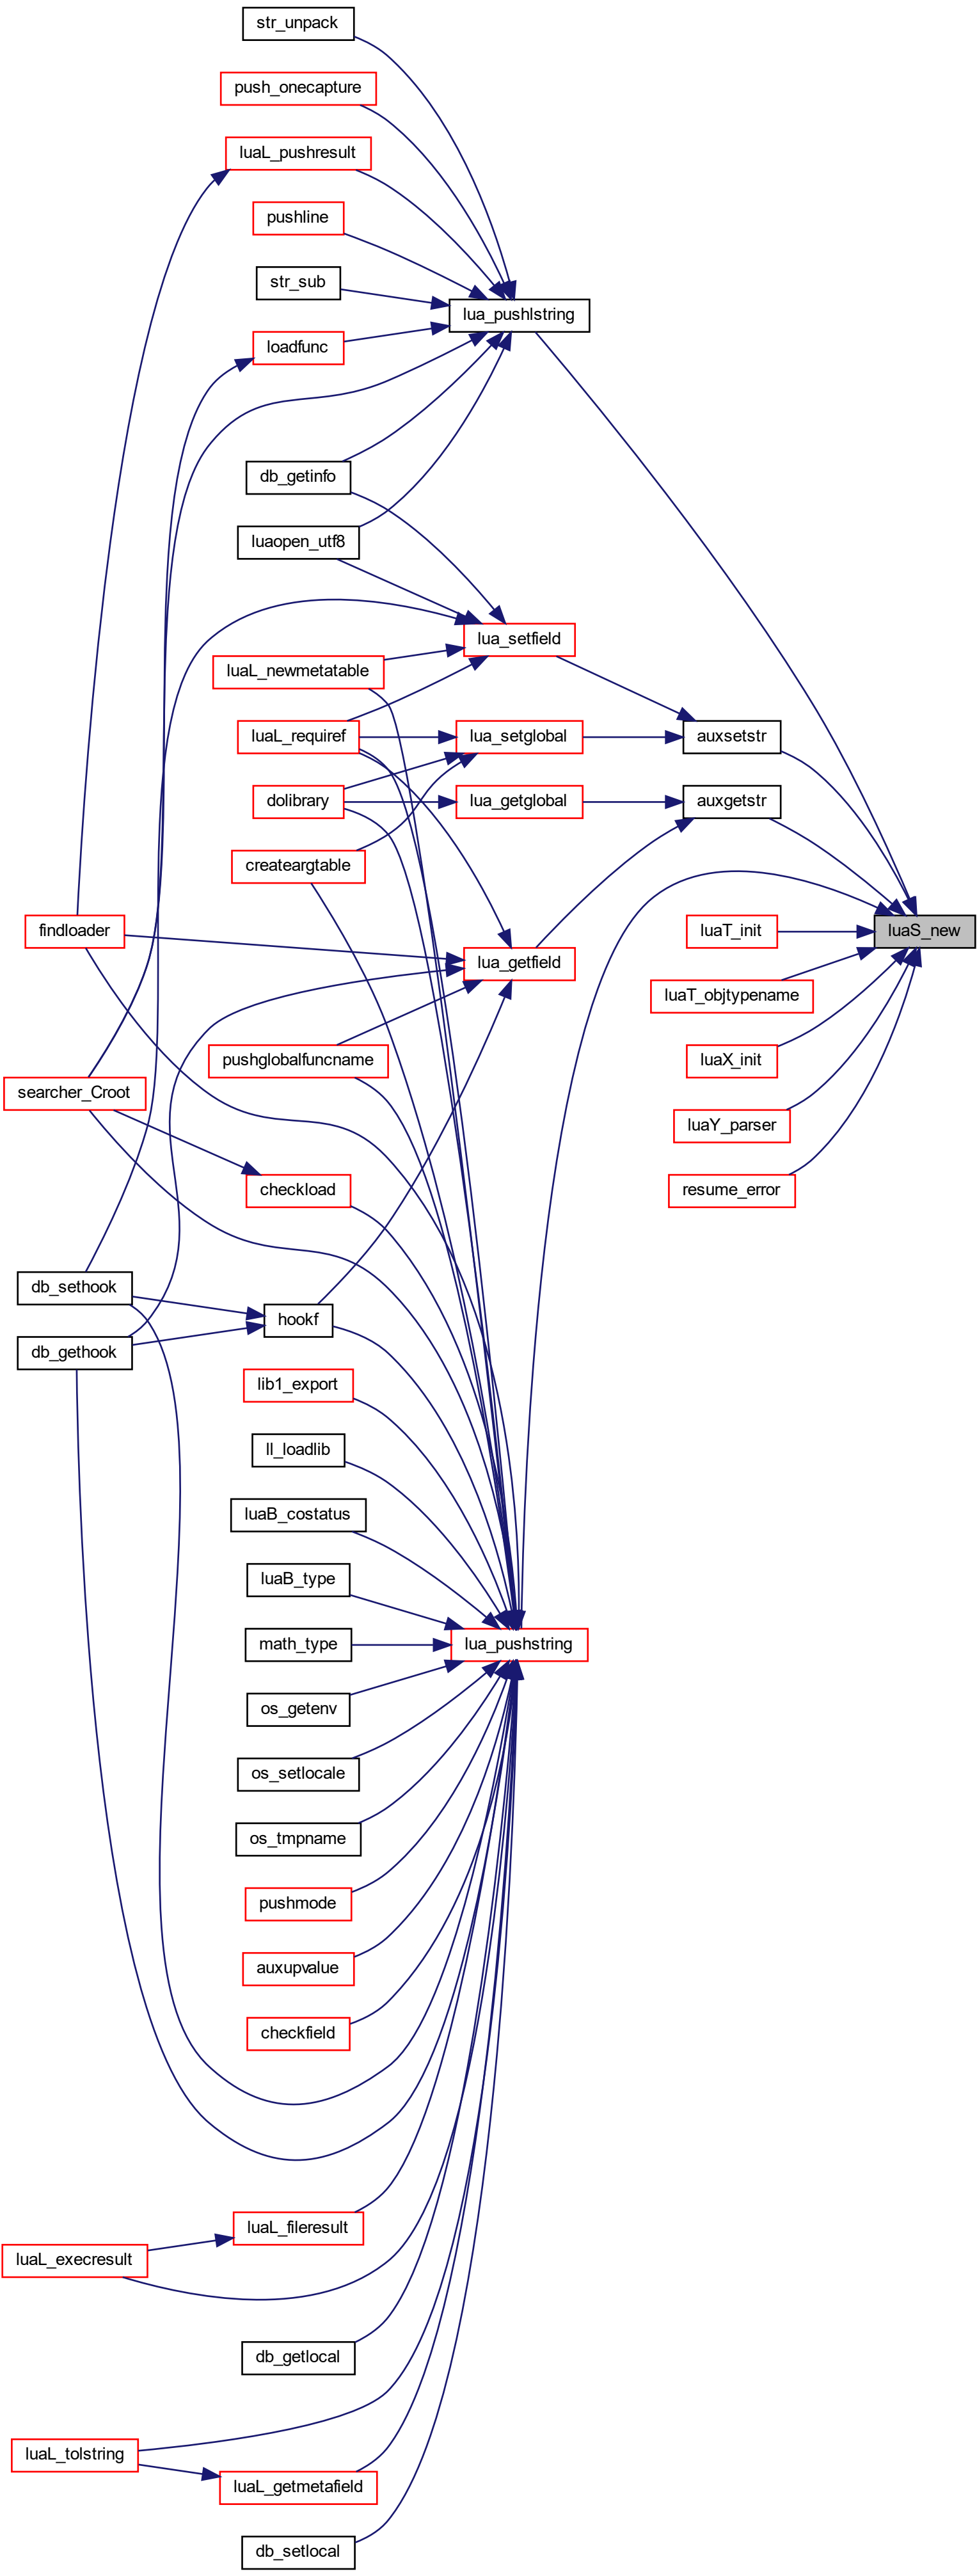 str_unpack
push_onecapture
luaL_pushresult
pushline
str_sub
lua_pushlstring
loadfunc
db_getinfo
luaopen_utf8
lua_setfield
luaL_newmetatable
luaL_requiref
lua_setglobal
auxsetstr
dolibrary
lua_getglobal
auxgetstr
createargtable
findloader
luaT_init
luaS_new
lua_getfield
luaT_objtypename
pushglobalfuncname
luaX_init
searcher_Croot
luaY_parser
checkload
resume_error
db_sethook
hookf
db_gethook
lib1_export
ll_loadlib
luaB_costatus
luaB_type
math_type
lua_pushstring
os_getenv
os_setlocale
os_tmpname
pushmode
auxupvalue
checkfield
luaL_fileresult
luaL_execresult
db_getlocal
luaL_tolstring
luaL_getmetafield
db_setlocal